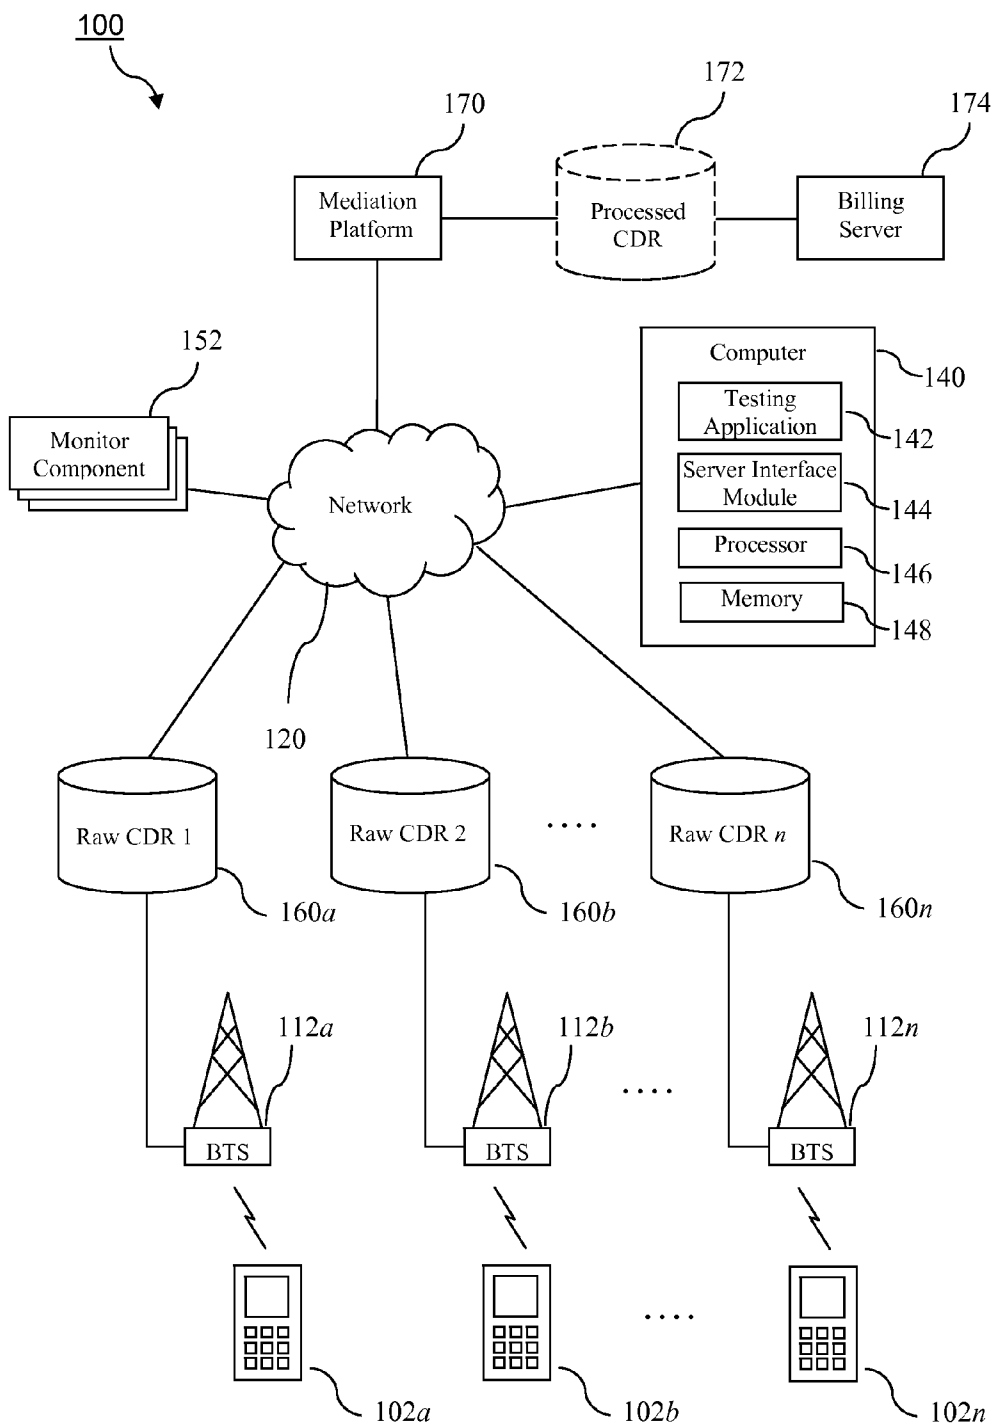 100
172
170
174
Mediation
Platform
Processed
CDR
Billing
Server
152
Computer
140
Monitor
Component
Testing
Application
142
Network
Server Interface
Module
144
Processor
146
Memory
148
120
Raw CDR 1
Raw CDR 2
....
Raw CDR n
160a
160b
160n
112a
112b
112n
....
BTS
BTS
BTS
....
102a
102b
102n